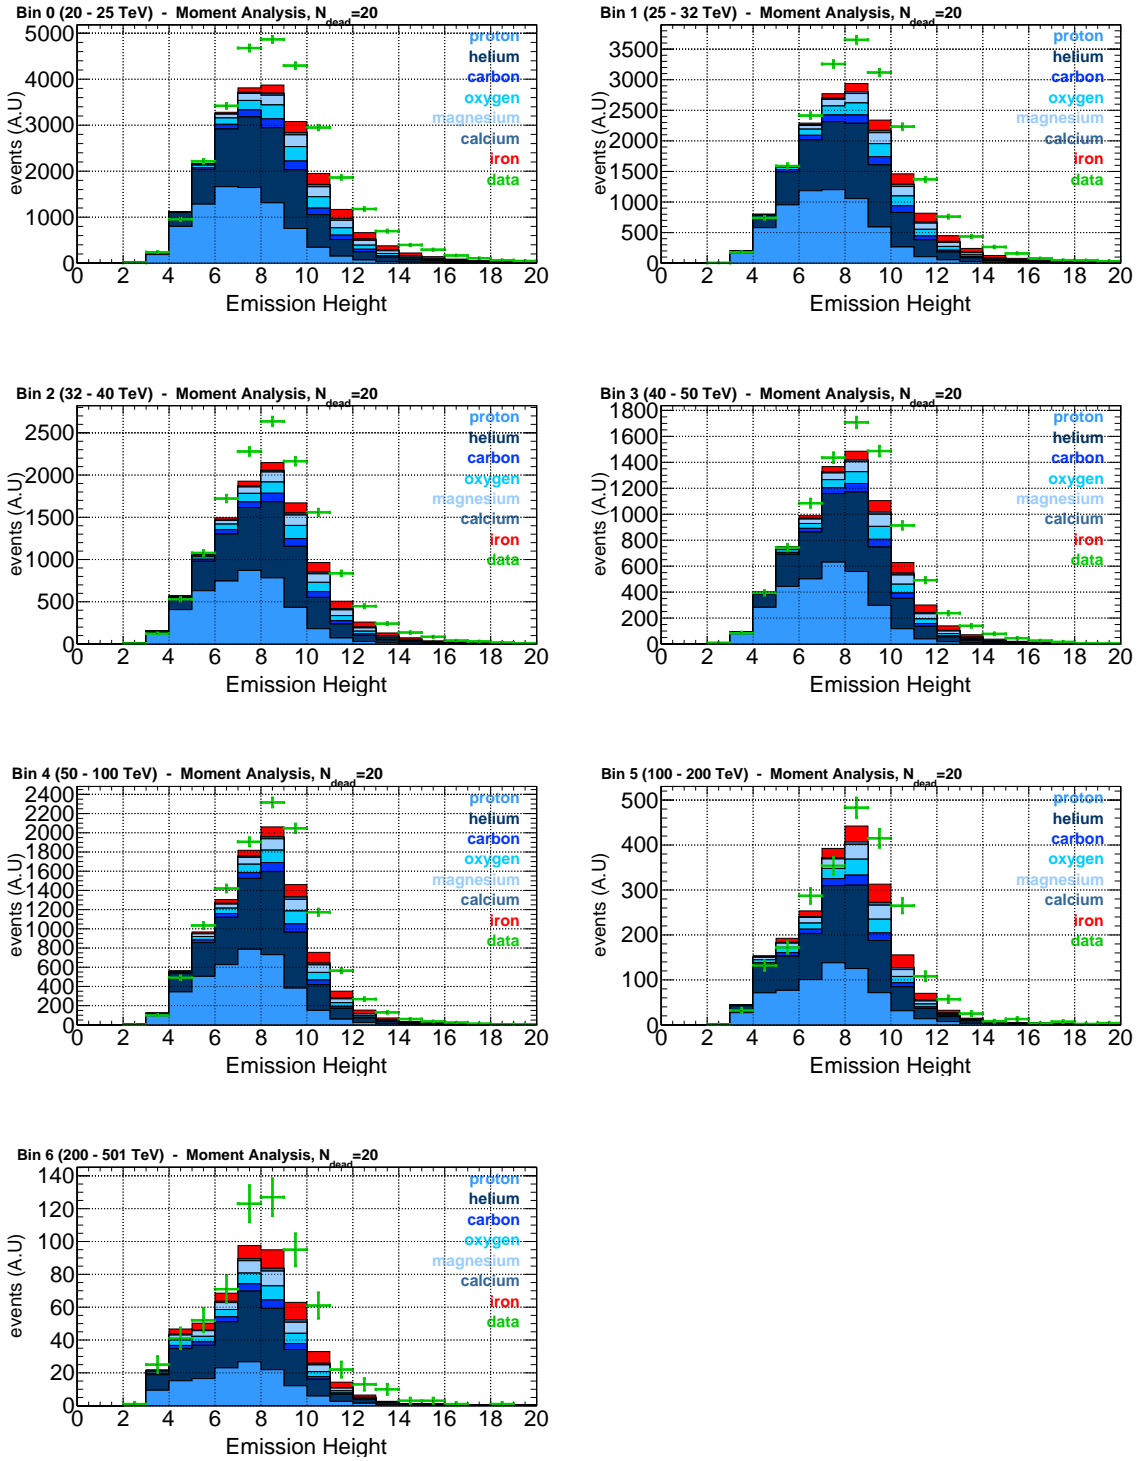 Bin 0 (20 - 25 TeV) - Moment Analysis, N_dead=20
events (A.U)
5000
4000
3000
2000
1000
0
proton
helium
carbon
oxygen
magnesium
calcium
iron
data
0 2 4 6 8 10 12 14 16 18 20
Emission Height
Bin 1 (25 - 32 TeV) - Moment Analysis, N_dead=20
events (A.U)
3500
3000
2500
2000
1500
1000
500
0
proton
helium
carbon
oxygen
magnesium
calcium
iron
data
0 2 4 6 8 10 12 14 16 18 20
Emission Height
Bin 2 (32 - 40 TeV) - Moment Analysis, N_dead=20
events (A.U)
2500
2000
1500
1000
500
0
proton
helium
carbon
oxygen
magnesium
calcium
iron
data
0 2 4 6 8 10 12 14 16 18 20
Emission Height
Bin 3 (40 - 50 TeV) - Moment Analysis, N_dead=20
events (A.U)
1800
1600
1400
1200
1000
800
600
400
200
0
proton
helium
carbon
oxygen
magnesium
calcium
iron
data
0 2 4 6 8 10 12 14 16 18 20
Emission Height
Bin 4 (50 - 100 TeV) - Moment Analysis, N_dead=20
events (A.U)
2400
2200
2000
1800
1600
1400
1200
1000
800
600
400
200
0
proton
helium
carbon
oxygen
magnesium
calcium
iron
data
0 2 4 6 8 10 12 14 16 18 20
Emission Height
Bin 5 (100 - 200 TeV) - Moment Analysis, N_dead=20
events (A.U)
500
400
300
200
100
0
proton
helium
carbon
oxygen
magnesium
calcium
iron
data
0 2 4 6 8 10 12 14 16 18 20
Emission Height
Bin 6 (200 - 501 TeV) - Moment Analysis, N_dead=20
events (A.U)
140
120
100
80
60
40
20
0
proton
helium
carbon
oxygen
magnesium
calcium
iron
data
0 2 4 6 8 10 12 14 16 18 20
Emission Height